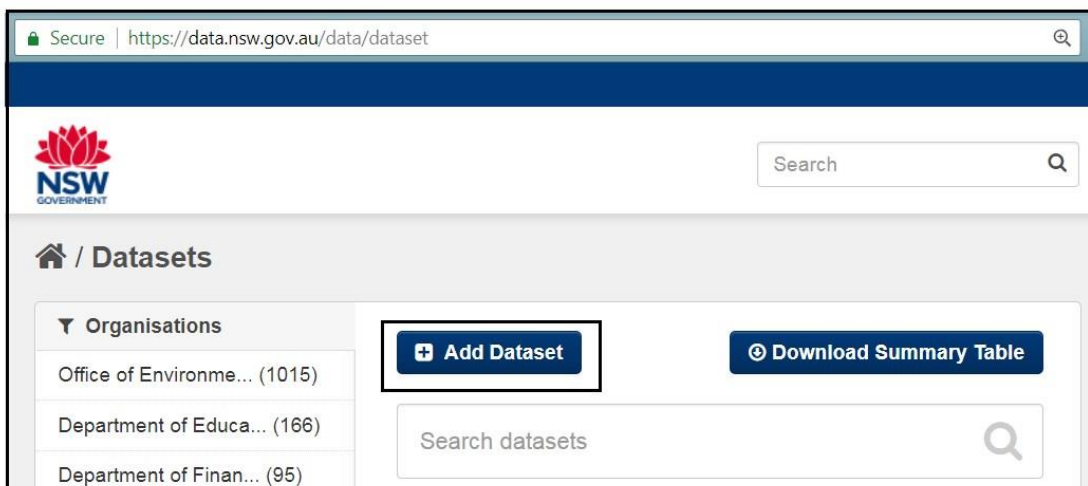 Secure | https://data.nsw.gov.au/data/dataset
NSW
GOVERNMENT
Search
/ Datasets
Organisations
Office of Environme... (1015)
Department of Educa... (166)
Department of Finan... (95)
Add Dataset
Download Summary Table
Search datasets